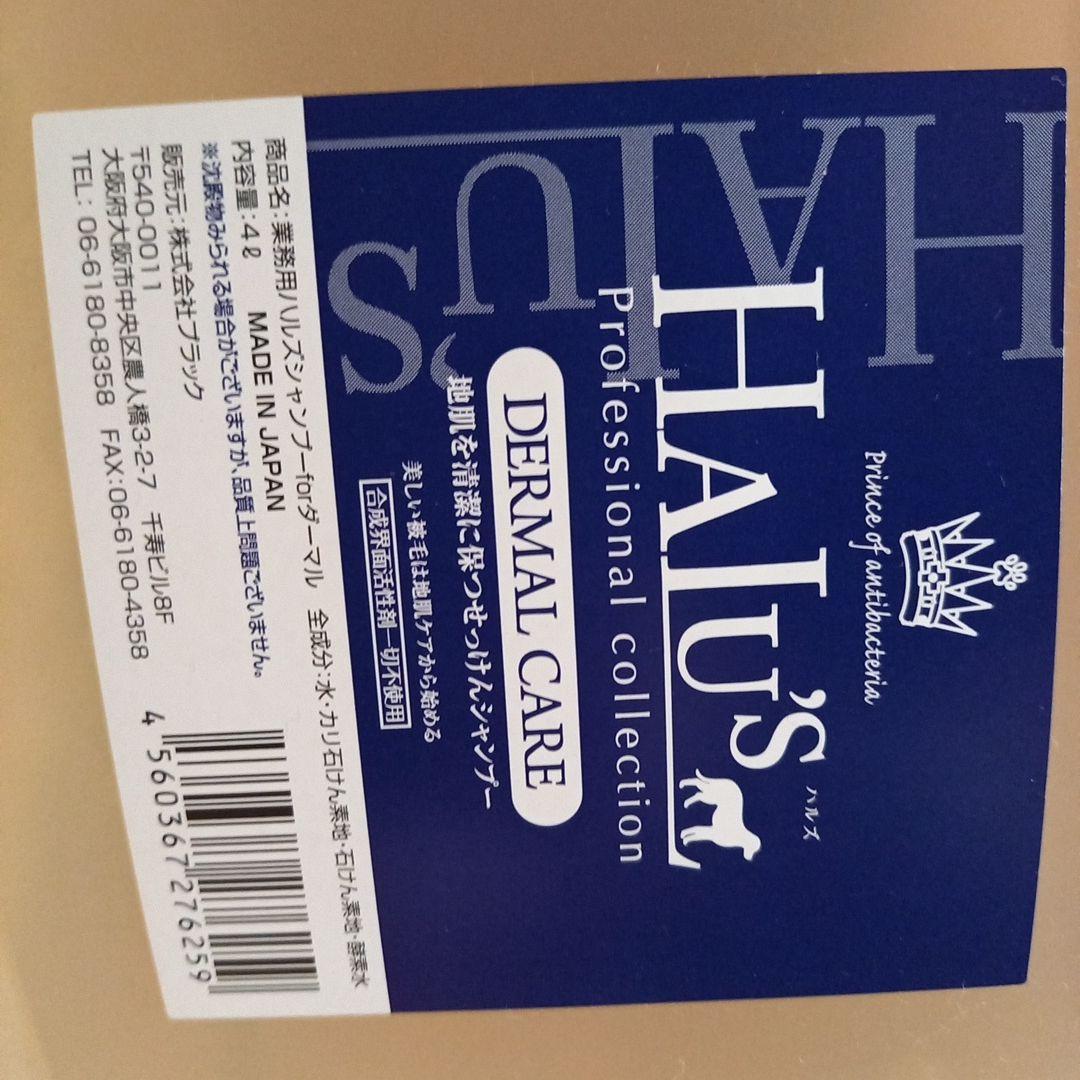 Prince of antibacteria
HALU'S
ハルズ
Professional collection
DERMAL CARE
地肌を清潔に保つせっけんシャンプー
美しい被毛は地肌ケアから始める
合成界面活性剤一切不使用
HALU'S
商品名:業務用ハルズシャンプーforダーマル 全成分:水・カリ石けん素地・石けん素地・酵素水
内容量:4ℓ MADE IN JAPAN
※沈殿物みられる場合がございますが、品質上問題ございません。
販売元:株式会社ブラック
〒540-0011
大阪府大阪市中央区農人橋3-2-7 千寿ビル8F
TEL: 06-6180-8358 FAX:06-6180-4358
4 560367 276259